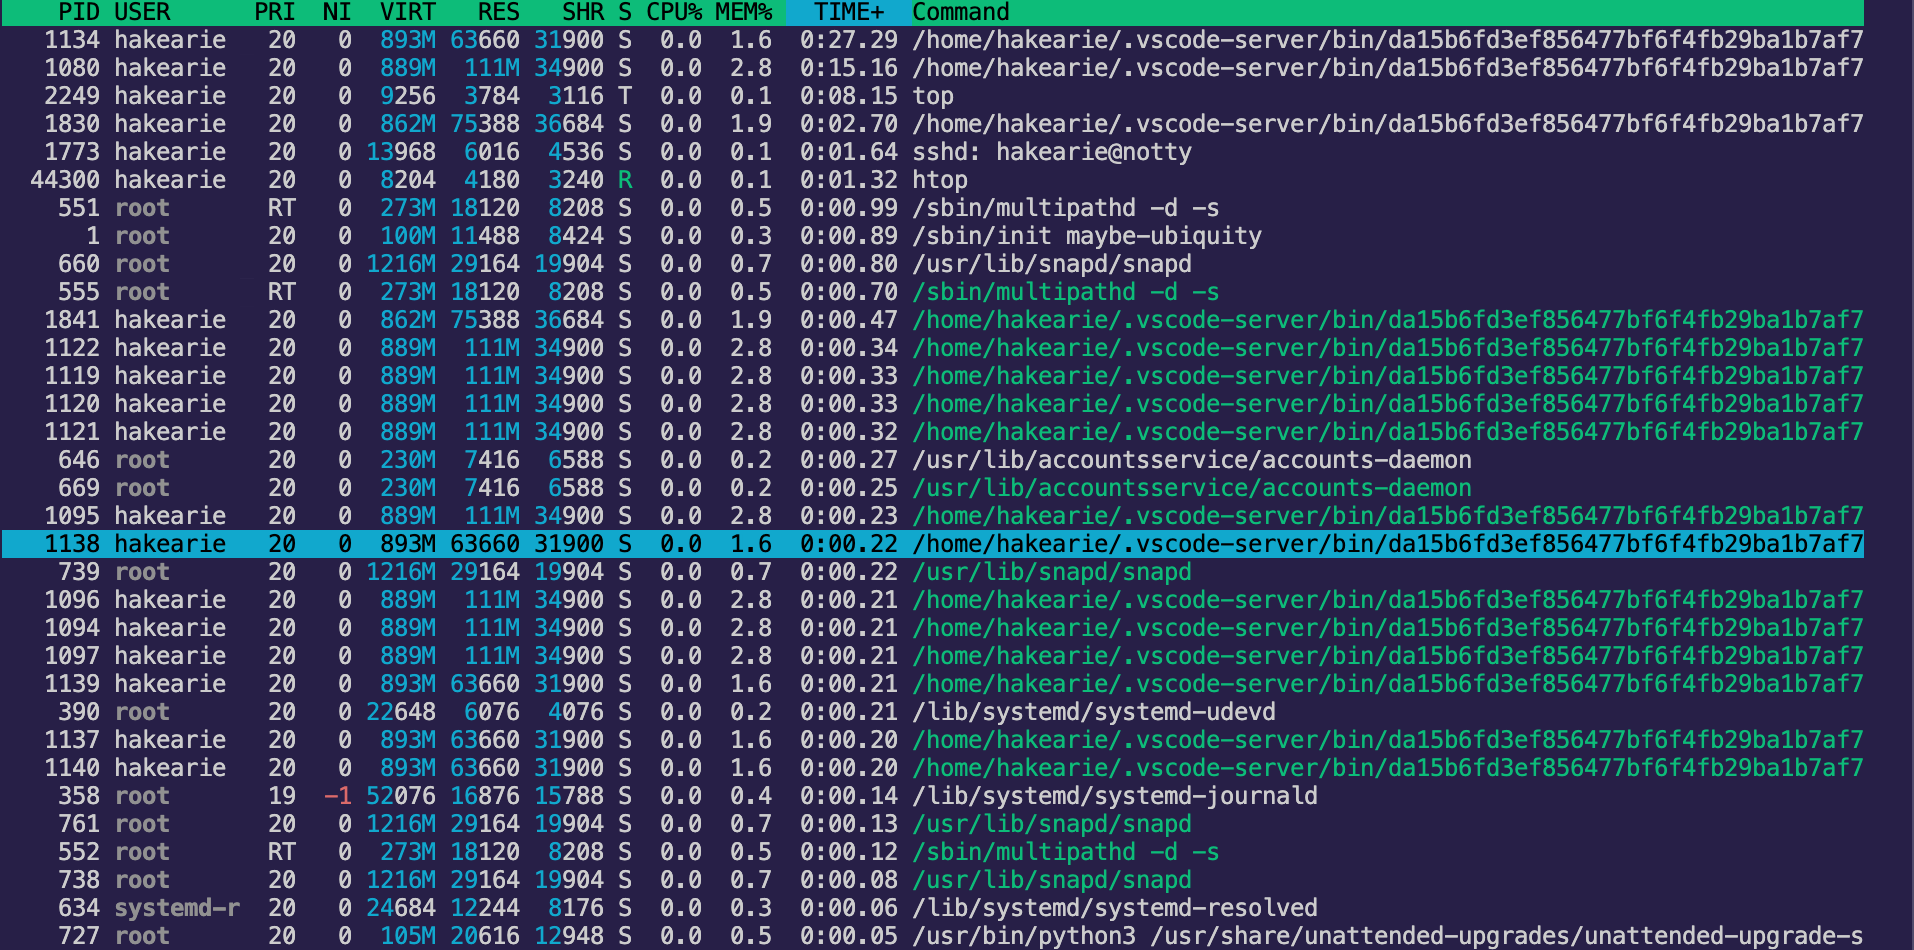 PID USER PRI NI VIRT RES SHR S CPU% MEM% TIME+ Command
1134 hakearie 20 0 893M 63660 31900 S 0.0 1.6 0:27.29 /home/hakearie/.vscode-server/bin/da15b6fd3ef856477bf6f4fb29ba1b7af7
1080 hakearie 20 0 889M 111M 34900 S 0.0 2.8 0:15.16 /home/hakearie/.vscode-server/bin/da15b6fd3ef856477bf6f4fb29ba1b7af7
2249 hakearie 20 0 9256 3784 3116 T 0.0 0.1 0:08.15 top
1830 hakearie 20 0 862M 75388 36684 S 0.0 1.9 0:02.70 /home/hakearie/.vscode-server/bin/da15b6fd3ef856477bf6f4fb29ba1b7af7
1773 hakearie 20 0 13968 6016 4536 S 0.0 0.1 0:01.64 sshd: hakearie@notty
44300 hakearie 20 0 8204 4180 3240 R 0.0 0.1 0:01.32 htop
551 root RT 0 273M 18120 8208 S 0.0 0.5 0:00.99 /sbin/multipathd -d -s
1 root 20 0 100M 11488 8424 S 0.0 0.3 0:00.89 /sbin/init maybe-ubiquity
660 root 20 0 1216M 29164 19904 S 0.0 0.7 0:00.80 /usr/lib/snapd/snapd
555 root RT 0 273M 18120 8208 S 0.0 0.5 0:00.70 /sbin/multipathd -d -s
1841 hakearie 20 0 862M 75388 36684 S 0.0 1.9 0:00.47 /home/hakearie/.vscode-server/bin/da15b6fd3ef856477bf6f4fb29ba1b7af7
1122 hakearie 20 0 889M 111M 34900 S 0.0 2.8 0:00.34 /home/hakearie/.vscode-server/bin/da15b6fd3ef856477bf6f4fb29ba1b7af7
1119 hakearie 20 0 889M 111M 34900 S 0.0 2.8 0:00.33 /home/hakearie/.vscode-server/bin/da15b6fd3ef856477bf6f4fb29ba1b7af7
1120 hakearie 20 0 889M 111M 34900 S 0.0 2.8 0:00.33 /home/hakearie/.vscode-server/bin/da15b6fd3ef856477bf6f4fb29ba1b7af7
1121 hakearie 20 0 889M 111M 34900 S 0.0 2.8 0:00.32 /home/hakearie/.vscode-server/bin/da15b6fd3ef856477bf6f4fb29ba1b7af7
646 root 20 0 230M 7416 6588 S 0.0 0.2 0:00.27 /usr/lib/accountsservice/accounts-daemon
669 root 20 0 230M 7416 6588 S 0.0 0.2 0:00.25 /usr/lib/accountsservice/accounts-daemon
1095 hakearie 20 0 889M 111M 34900 S 0.0 2.8 0:00.23 /home/hakearie/.vscode-server/bin/da15b6fd3ef856477bf6f4fb29ba1b7af7
1138 hakearie 20 0 893M 63660 31900 S 0.0 1.6 0:00.22 /home/hakearie/.vscode-server/bin/da15b6fd3ef856477bf6f4fb29ba1b7af7
739 root 20 0 1216M 29164 19904 S 0.0 0.7 0:00.22 /usr/lib/snapd/snapd
1096 hakearie 20 0 889M 111M 34900 S 0.0 2.8 0:00.21 /home/hakearie/.vscode-server/bin/da15b6fd3ef856477bf6f4fb29ba1b7af7
1094 hakearie 20 0 889M 111M 34900 S 0.0 2.8 0:00.21 /home/hakearie/.vscode-server/bin/da15b6fd3ef856477bf6f4fb29ba1b7af7
1097 hakearie 20 0 889M 111M 34900 S 0.0 2.8 0:00.21 /home/hakearie/.vscode-server/bin/da15b6fd3ef856477bf6f4fb29ba1b7af7
1139 hakearie 20 0 893M 63660 31900 S 0.0 1.6 0:00.21 /home/hakearie/.vscode-server/bin/da15b6fd3ef856477bf6f4fb29ba1b7af7
390 root 20 0 22648 6076 4076 S 0.0 0.2 0:00.21 /lib/systemd/systemd-udevd
1137 hakearie 20 0 893M 63660 31900 S 0.0 1.6 0:00.20 /home/hakearie/.vscode-server/bin/da15b6fd3ef856477bf6f4fb29ba1b7af7
1140 hakearie 20 0 893M 63660 31900 S 0.0 1.6 0:00.20 /home/hakearie/.vscode-server/bin/da15b6fd3ef856477bf6f4fb29ba1b7af7
358 root 19 -1 52076 16876 15788 S 0.0 0.4 0:00.14 /lib/systemd/systemd-journald
761 root 20 0 1216M 29164 19904 S 0.0 0.7 0:00.13 /usr/lib/snapd/snapd
552 root RT 0 273M 18120 8208 S 0.0 0.5 0:00.12 /sbin/multipathd -d -s
738 root 20 0 1216M 29164 19904 S 0.0 0.7 0:00.08 /usr/lib/snapd/snapd
634 systemd-r 20 0 24684 12244 8176 S 0.0 0.3 0:00.06 /lib/systemd/systemd-resolved
727 root 20 0 105M 20616 12948 S 0.0 0.5 0:00.05 /usr/bin/python3 /usr/share/unattended-upgrades/unattended-upgrade-s